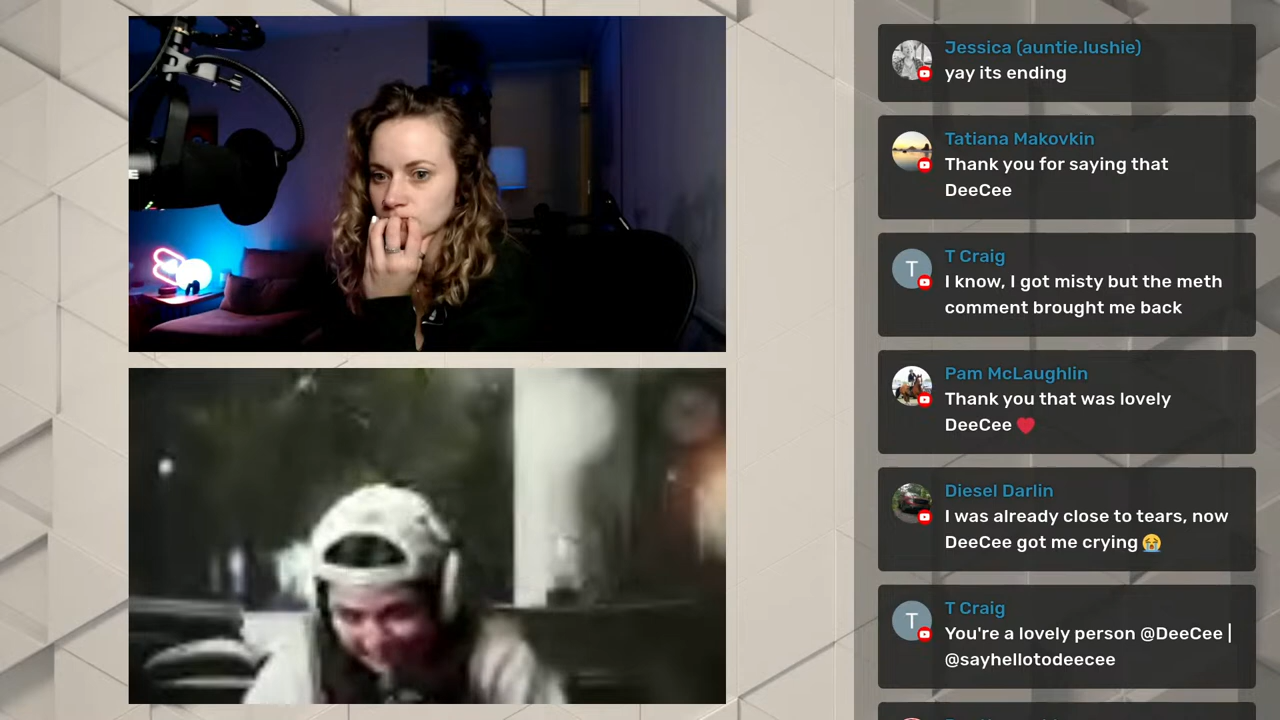 Jessica (auntie.lushie)
yay its ending
Tatiana Makovkin
Thank you for saying that
DeeCee
T Craig
I know, I got misty but the meth
comment brought me back
Pam McLaughlin
Thank you that was lovely
DeeCee ❤️
Diesel Darlin
I was already close to tears, now
DeeCee got me crying 😭
T Craig
You're a lovely person @DeeCee |
@sayhellotodeecee
T
T
E